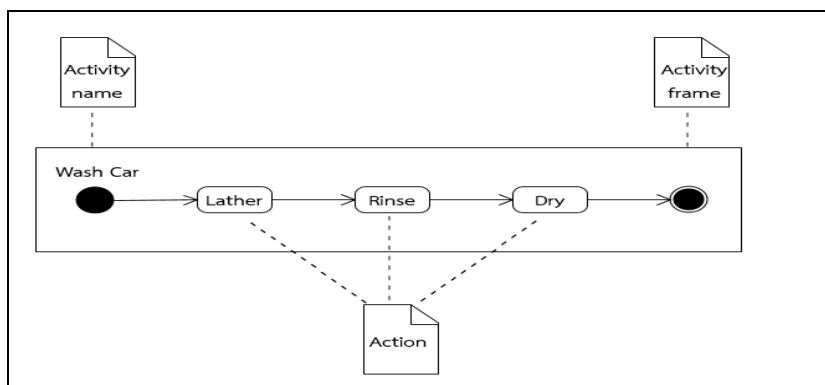 Activity
name
Activity
frame
Wash Car
Lather
Rinse
Dry
Action